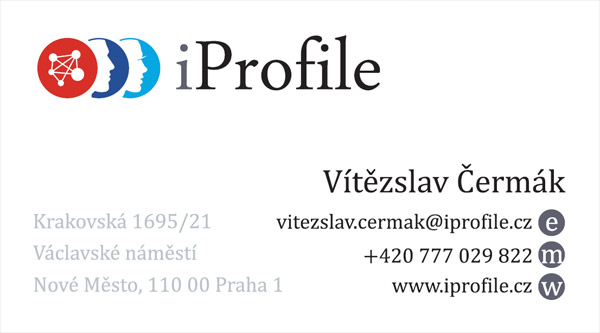 iProfile
Vítězslav Čermák
Krakovská 1695/21
Václavské náměstí
Nové Město, 110 00 Praha 1
vitezslav.cermak@iprofile.cz e
+420 777 029 822 m
www.iprofile.cz w